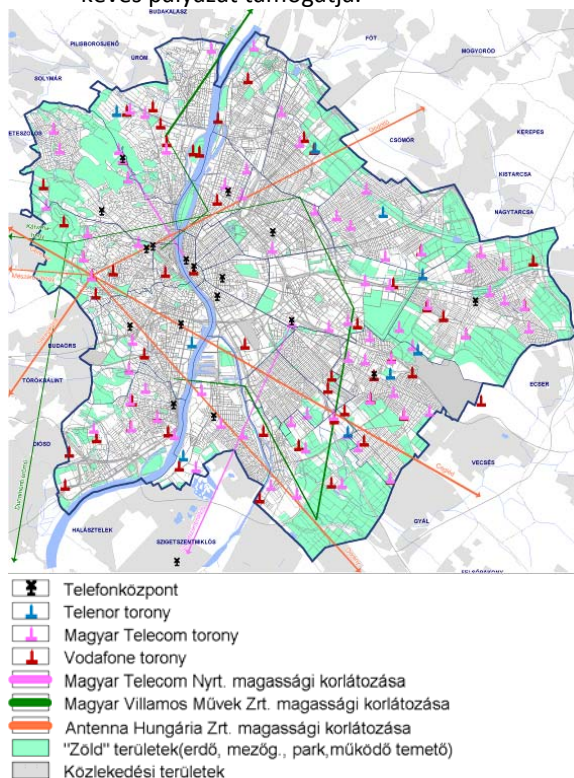 kevés pályázat támogatja.
BUDAKALÁSZ
PILISBOROSJENŐ
ÜRÖM
FÓT
MOGYORÓD
SOLYMÁR
CSÖMÖR
KEREPES
KISTARCSA
NAGYTARCSA
BUDAÖRS
TÖRÖKBÁLINT
ECSER
DIÓSD
VECSÉS
Cegléd
GYÁL
HALÁSZTELEK
SZIGETSZENTMIKLÓS
Telefonközpont
Telenor torony
Magyar Telecom torony
Vodafone torony
Magyar Telecom Nyrt. magassági korlátozása
Magyar Villamos Művek Zrt. magassági korlátozása
Antenna Hungária Zrt. magassági korlátozása
"Zöld" területek(erdő, mezőg., park,működő temető)
Közlekedési területek